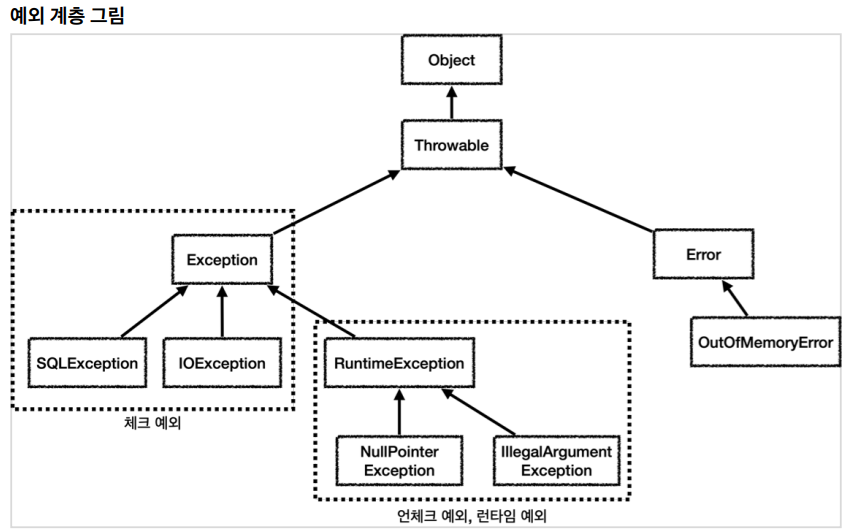 예외 계층 그림
Object
Throwable
Exception
Error
SQLException
IOException
RuntimeException
OutOfMemoryError
체크 예외
NullPointer
Exception
IllegalArgument
Exception
언체크 예외, 런타임 예외